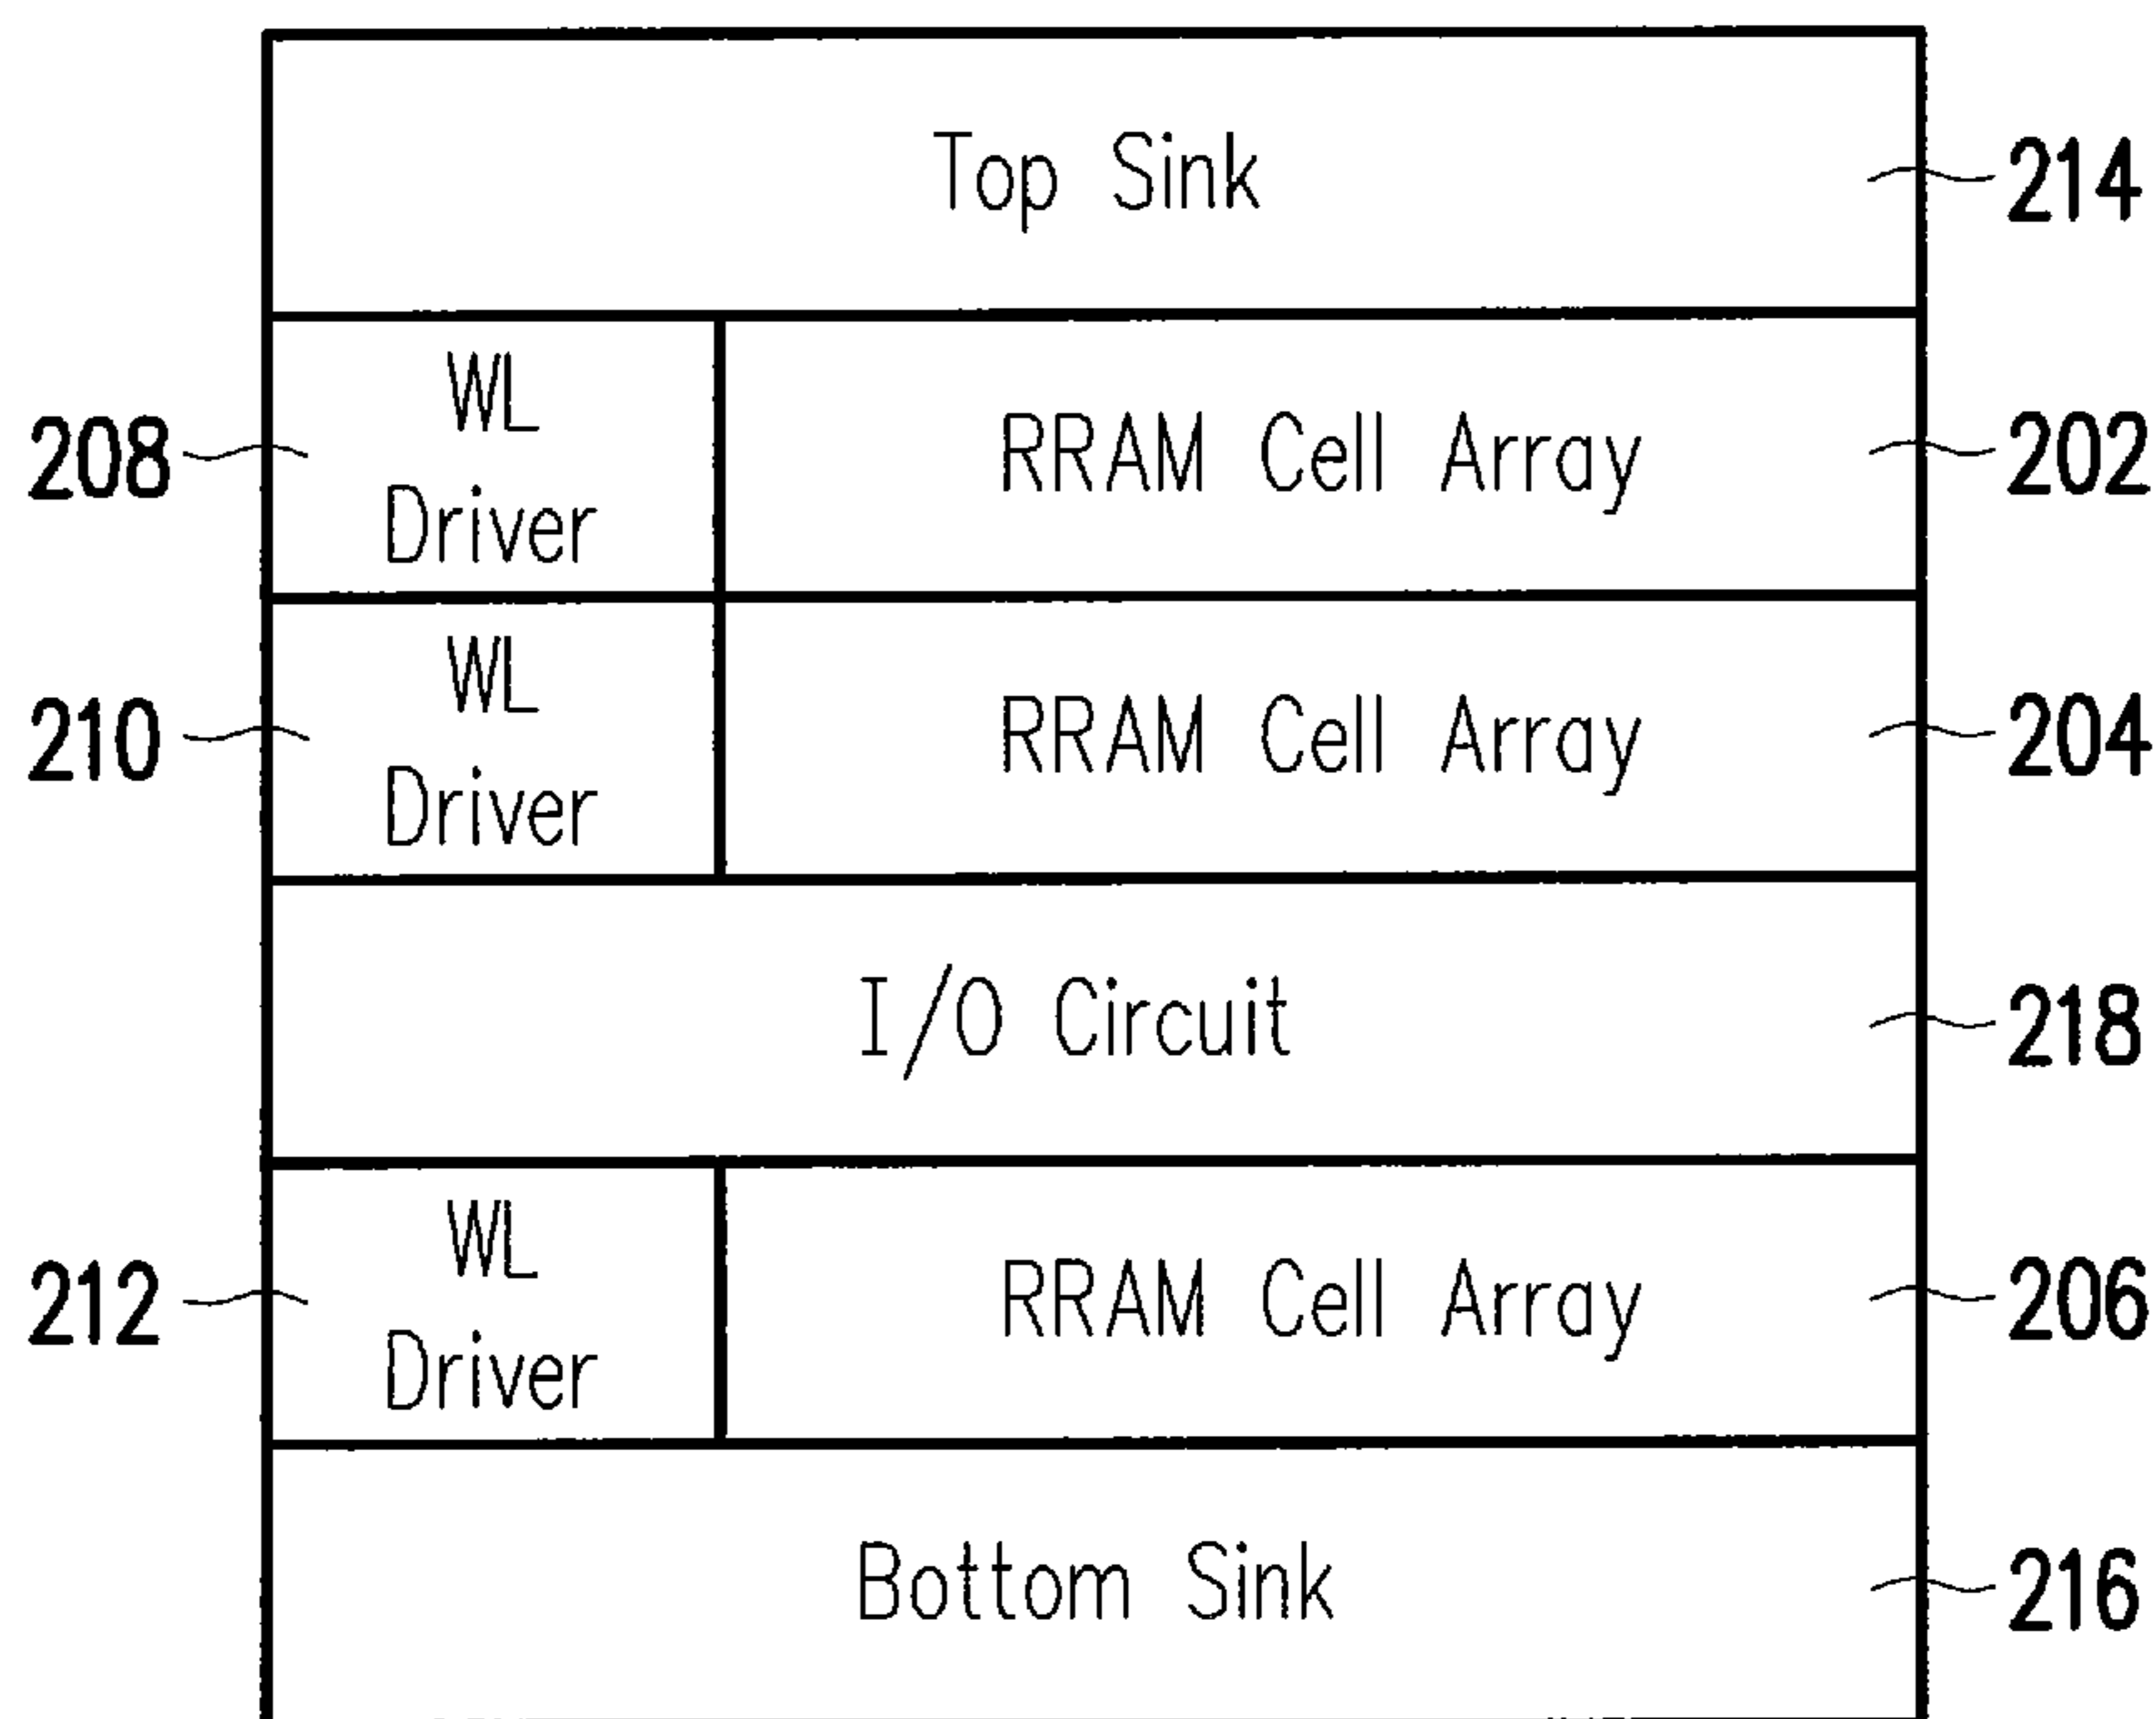 Top Sink
214
208
WL
Driver
RRAM Cell Array
202
210
WL
Driver
RRAM Cell Array
204
I/O Circuit
218
212
WL
Driver
RRAM Cell Array
206
Bottom Sink
216